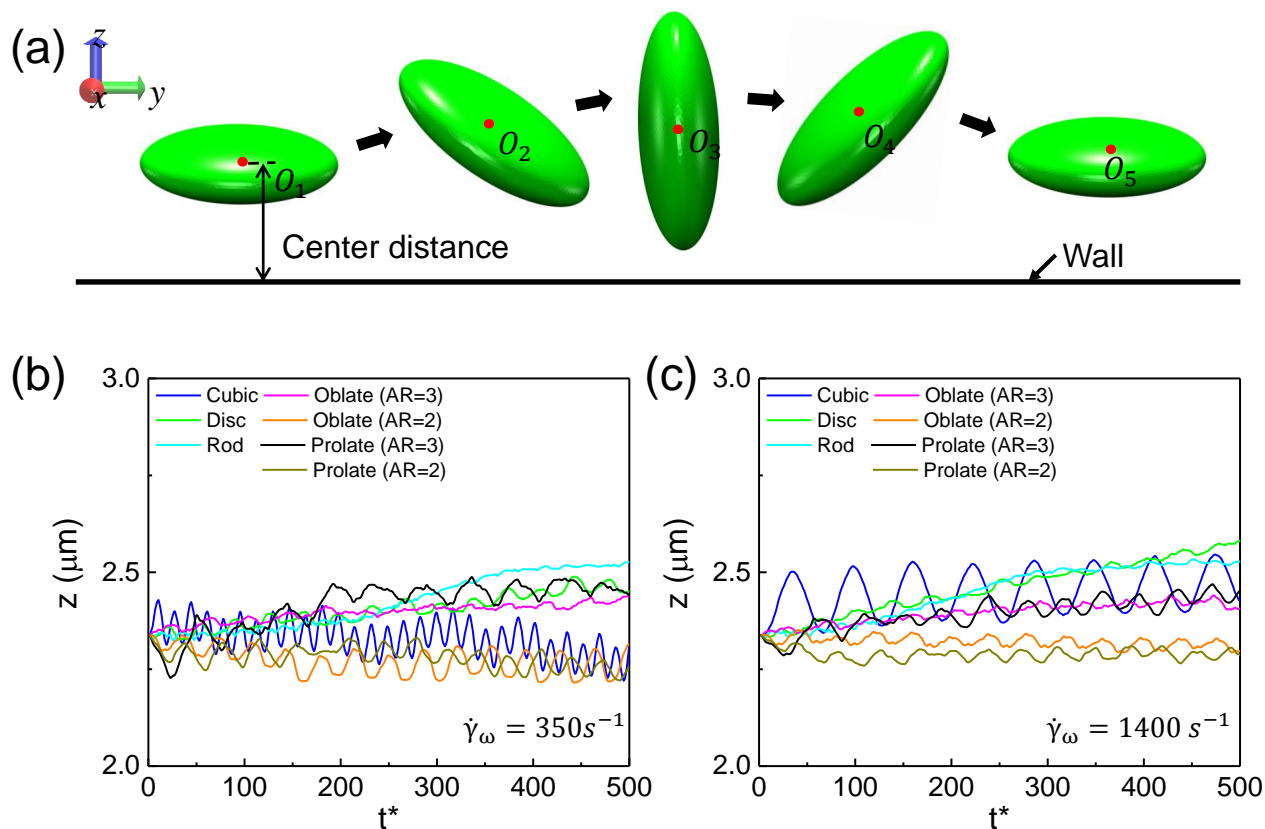 (a)
z
x
y
O₁
O₂
O₃
O₄
O₅
Center distance
Wall
(b)
3.0
Cubic
Oblate (AR=3)
Disc
Oblate (AR=2)
Rod
Prolate (AR=3)
Prolate (AR=2)
z (μm)
2.5
2.0
γ̇ω = 350s⁻¹
0 100 200 300 400 500
t*
(c)
3.0
Cubic
Oblate (AR=3)
Disc
Oblate (AR=2)
Rod
Prolate (AR=3)
Prolate (AR=2)
z (μm)
2.5
2.0
γ̇ω = 1400 s⁻¹
0 100 200 300 400 500
t*